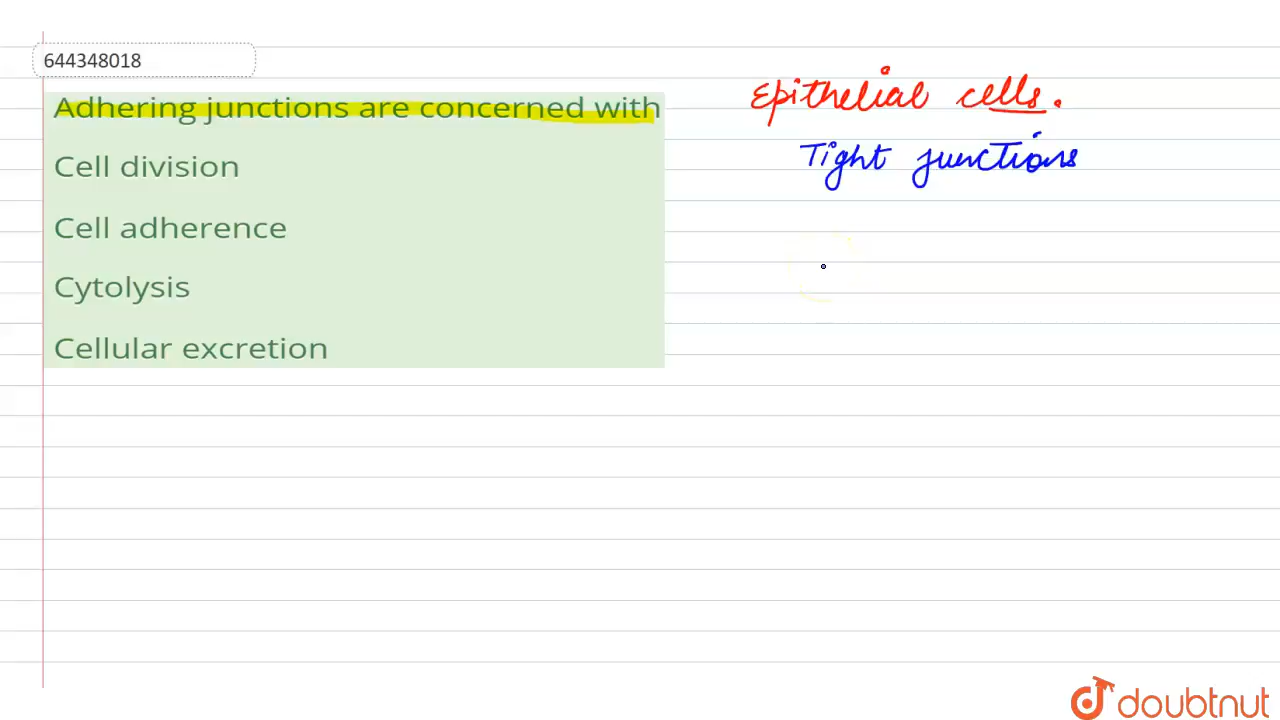 644348018
Adhering junctions are concerned with
Cell division
Cell adherence
Cytolysis
Cellular excretion
Epithelial cells.
Tight junctions
doubtnut